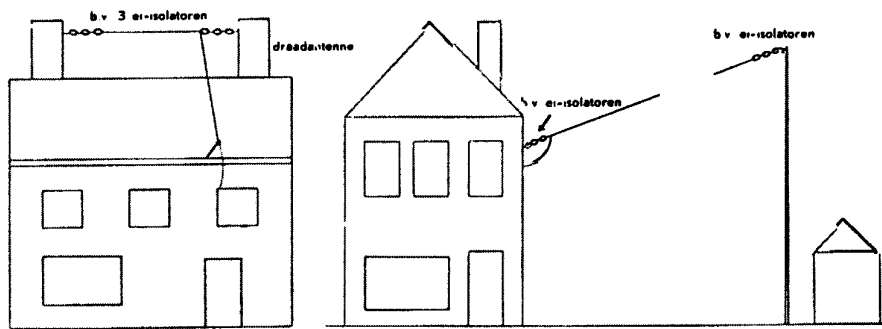 b.v. 3 ei-isolatoren
draadantenne
b.v. ei-isolatoren
b.v. ei-isolatoren